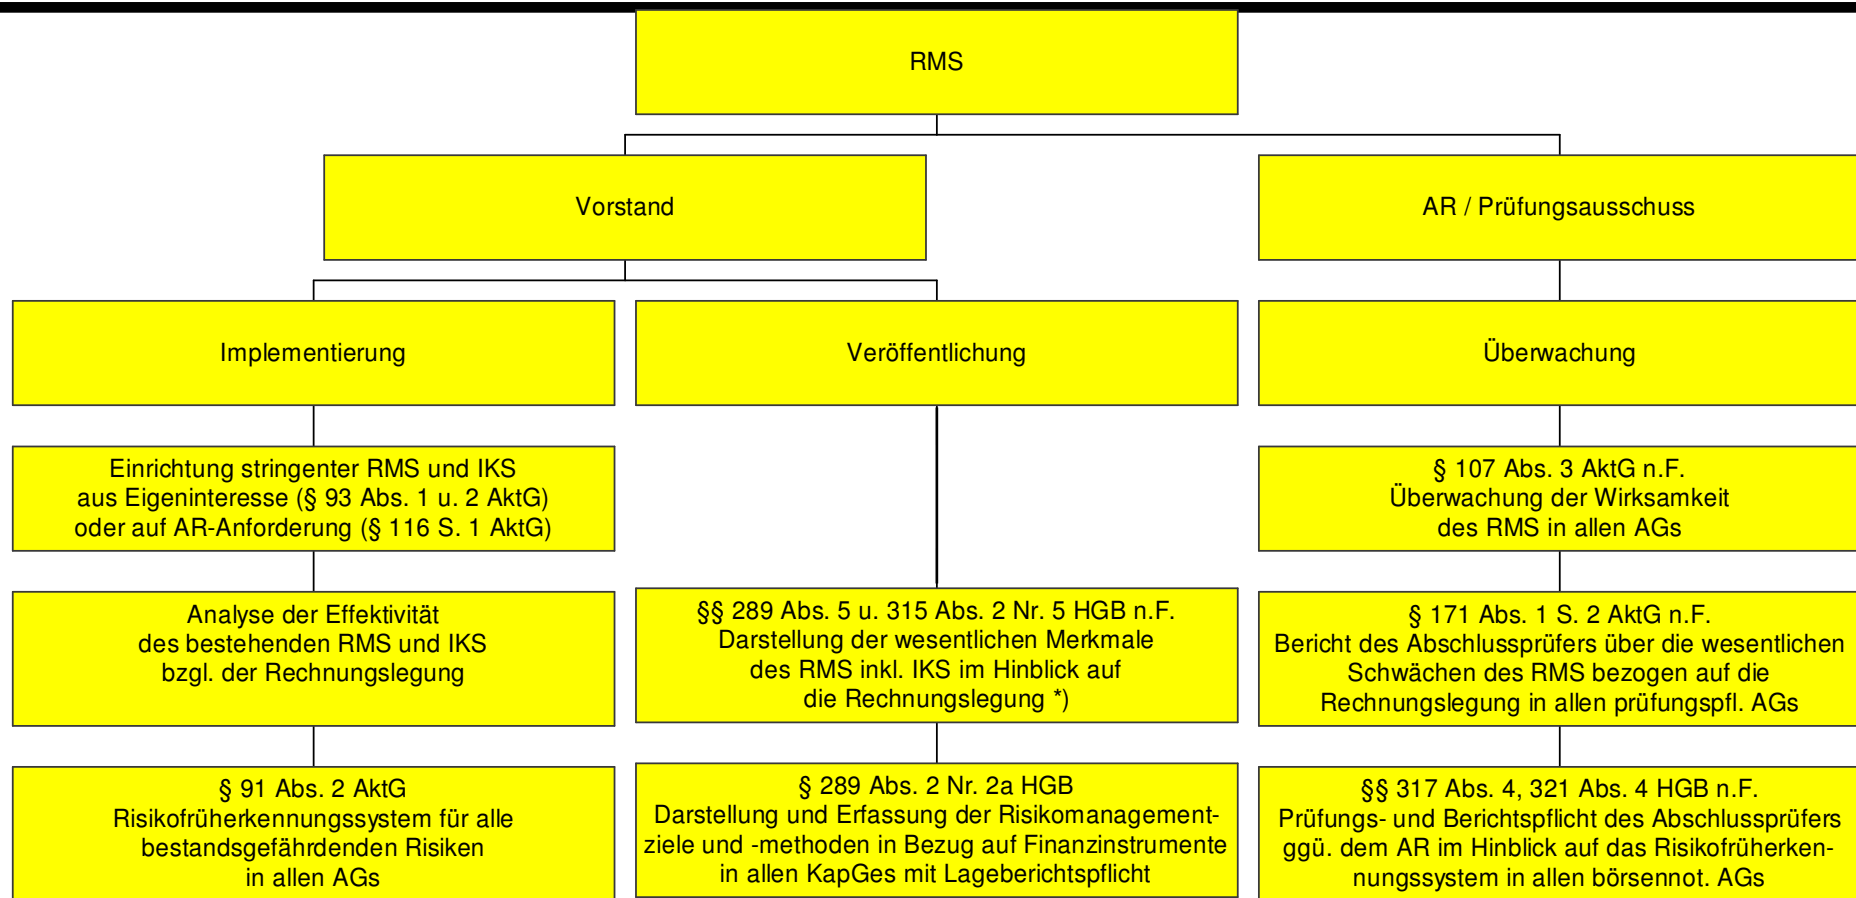 RMS
Vorstand
AR / Prüfungsausschuss
Implementierung
Veröffentlichung
Überwachung
Einrichtung stringenter RMS und IKS
aus Eigeninteresse (§ 93 Abs. 1 u. 2 AktG)
oder auf AR-Anforderung (§ 116 S. 1 AktG)
§ 107 Abs. 3 AktG n.F.
Überwachung der Wirksamkeit
des RMS in allen AGs
Analyse der Effektivität
des bestehenden RMS und IKS
bzgl. der Rechnungslegung
§§ 289 Abs. 5 u. 315 Abs. 2 Nr. 5 HGB n.F.
Darstellung der wesentlichen Merkmale
des RMS inkl. IKS im Hinblick auf
die Rechnungslegung *)
§ 171 Abs. 1 S. 2 AktG n.F.
Bericht des Abschlussprüfers über die wesentlichen
Schwächen des RMS bezogen auf die
Rechnungslegung in allen prüfungspfl. AGs
§ 91 Abs. 2 AktG
Risikofrüherkennungssystem für alle
bestandsgefährdenden Risiken
in allen AGs
§ 289 Abs. 2 Nr. 2a HGB
Darstellung und Erfassung der Risikomanagement-
ziele und -methoden in Bezug auf Finanzinstrumente
in allen KapGes mit Lageberichtspflicht
§§ 317 Abs. 4, 321 Abs. 4 HGB n.F.
Prüfungs- und Berichtspflicht des Abschlussprüfers
ggü. dem AR im Hinblick auf das Risikofrüherken-
nungssystem in allen börsennot. AGs